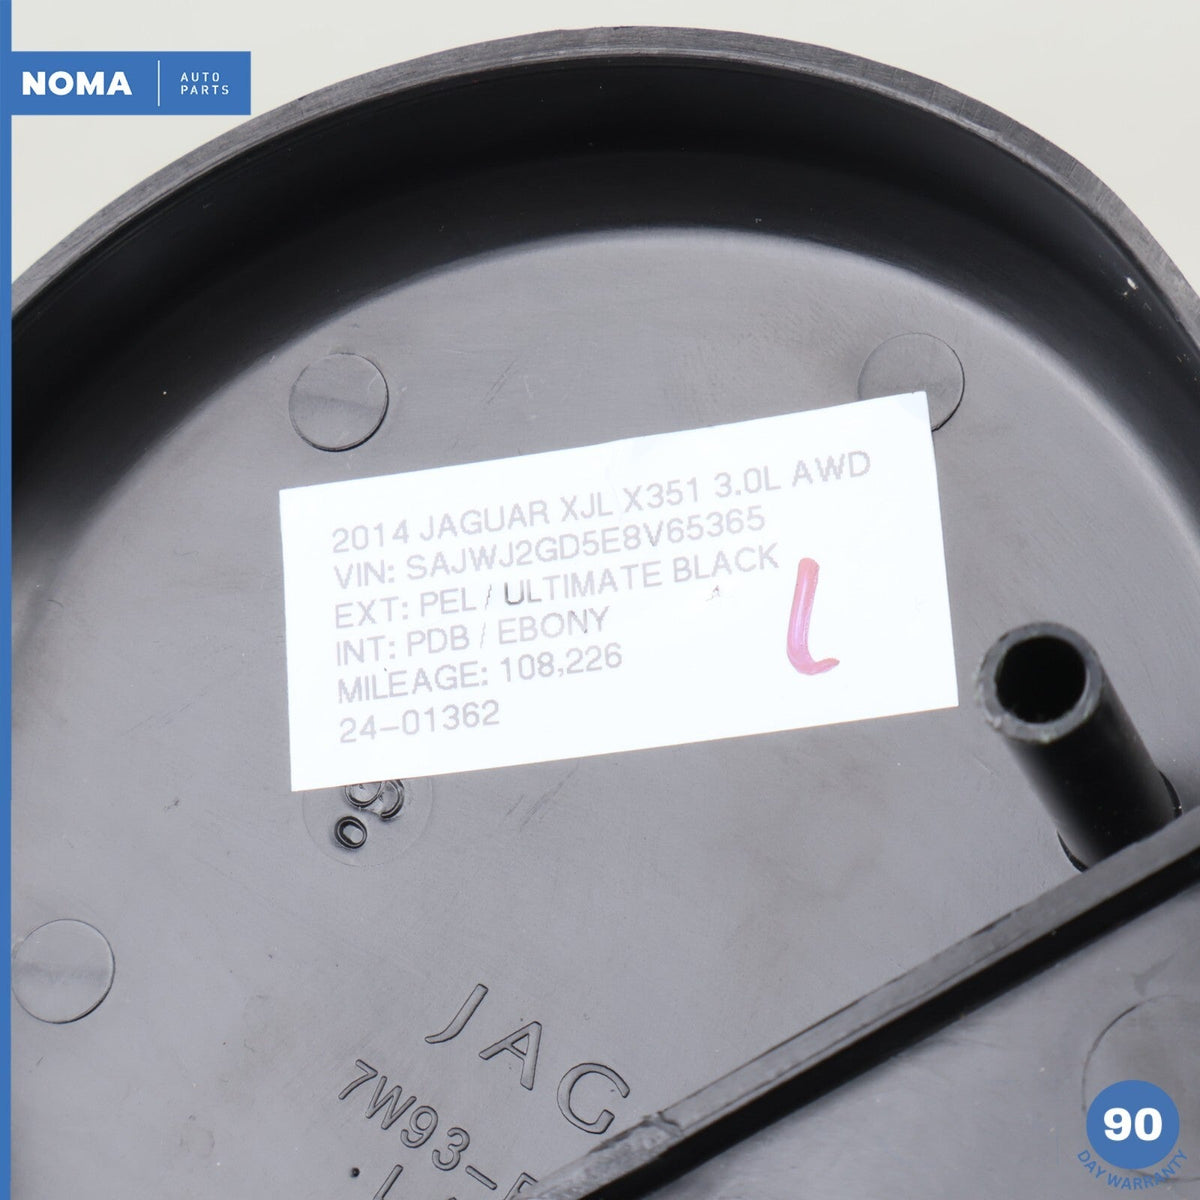 NOMA
AUTO
PARTS
2014 JAGUAR XJL X351 3.0L AWD
VIN: SAJWJ2GD5E8V65365
EXT: PEL / ULTIMATE BLACK
INT: PDB / EBONY
MILEAGE: 108,226
24-01362
L
JAG
7W93-
90
DAY WARRANTY